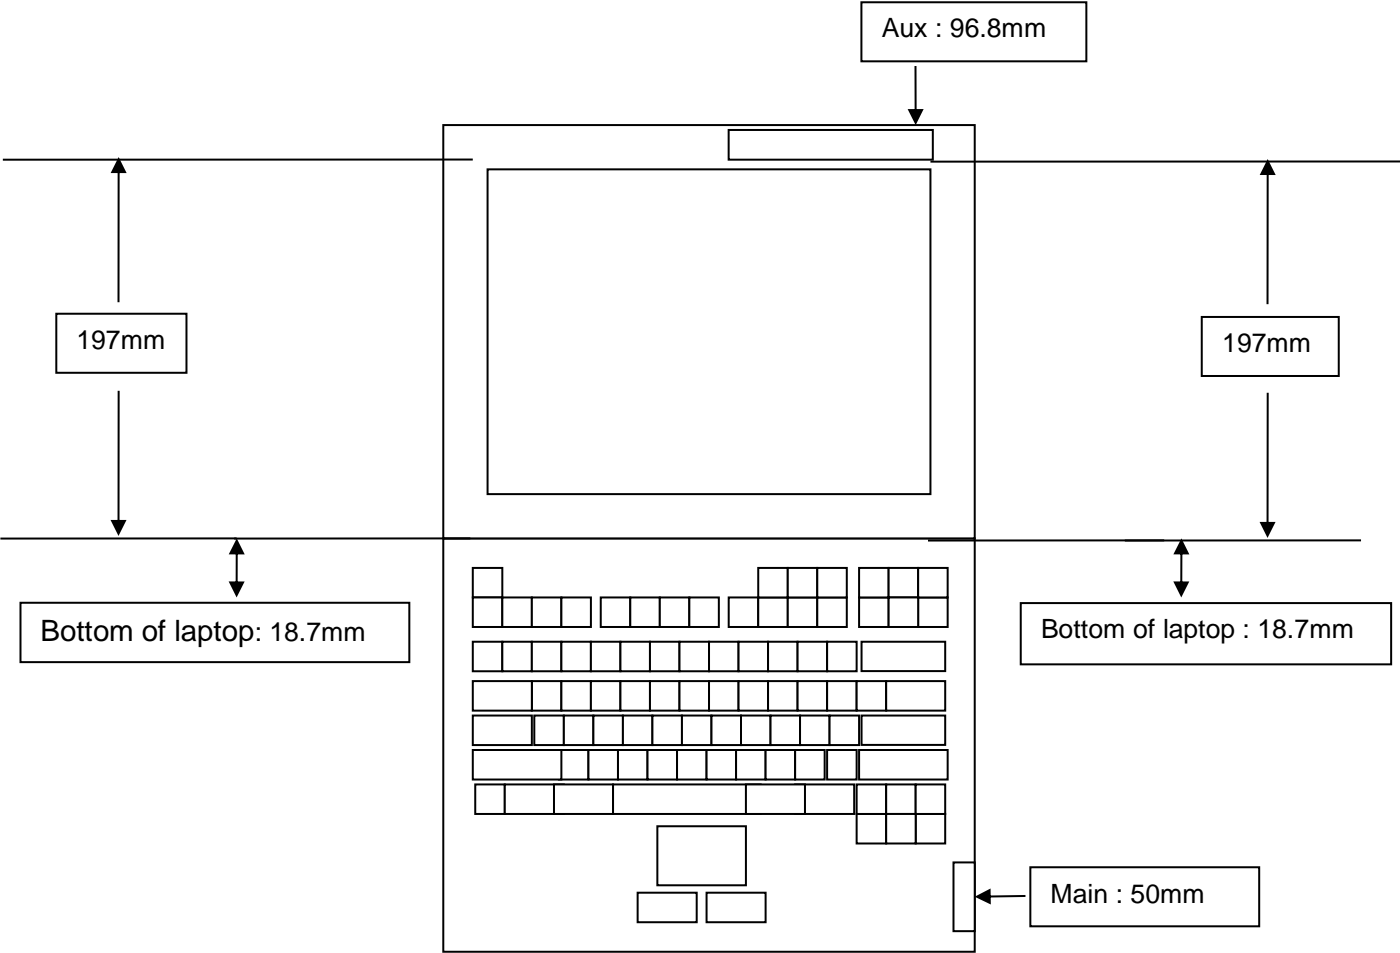 Aux : 96.8mm
197mm
197mm
Bottom of laptop: 18.7mm
Bottom of laptop : 18.7mm
Main : 50mm